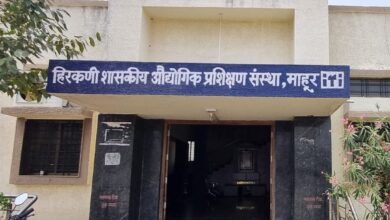 हिरकणी शासकीय औद्योगिक प्रशिक्षण संस्था, माहूर